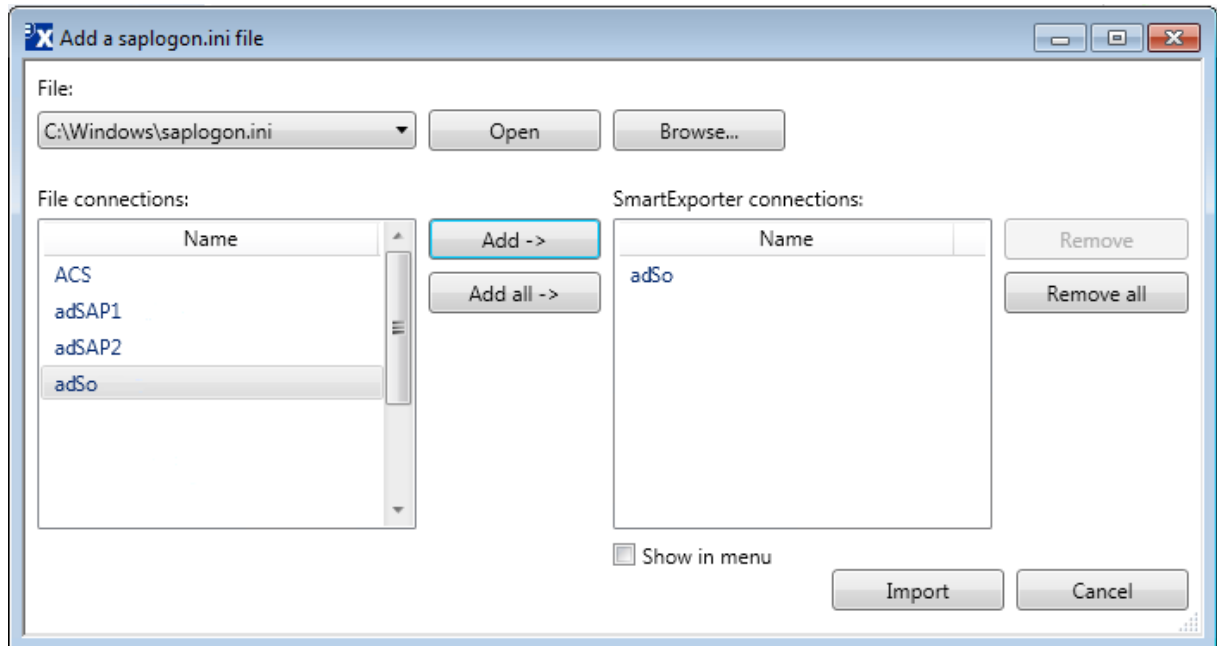 Add a saplogon.ini file
File:
C:\Windows\saplogon.ini Open Browse...
File connections: SmartExporter connections:
Name Add -> Name Remove
ACS adSo
Add all -> Remove all
adSAP1
adSAP2
adSo
Show in menu
Import Cancel